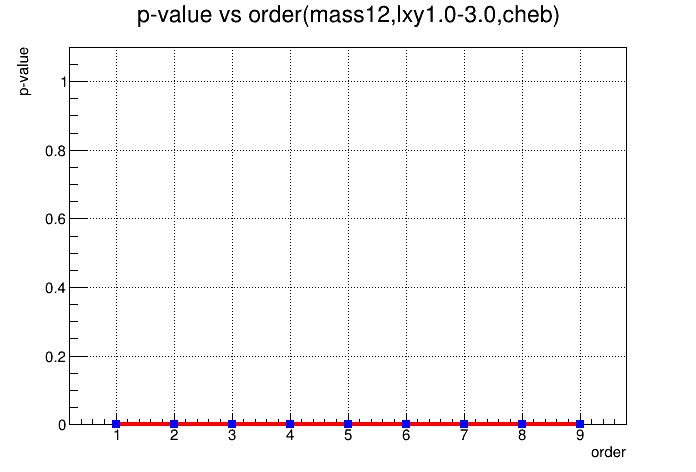 p-value vs order(mass12,lxy1.0-3.0,cheb)
p-value
1
0.8
0.6
0.4
0.2
0
1 2 3 4 5 6 7 8 9
order